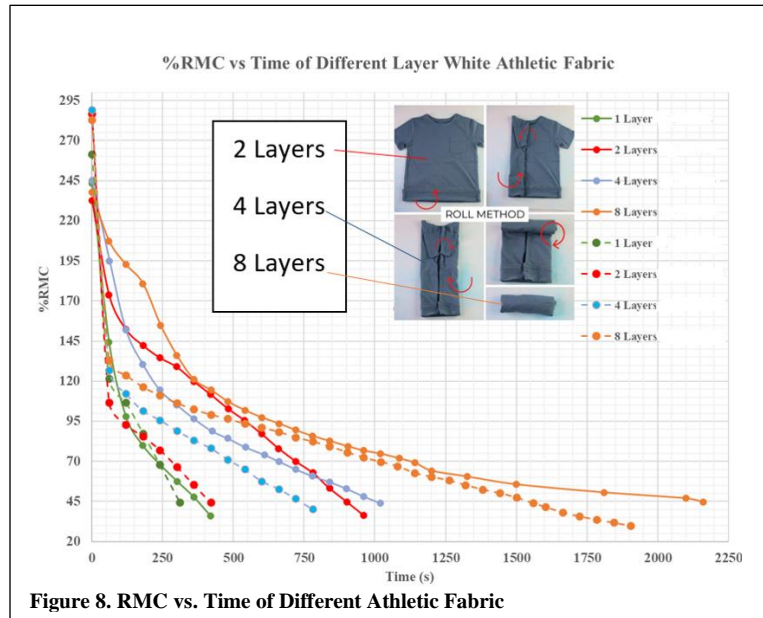 %RMC vs Time of Different Layer White Athletic Fabric
%RMC
295
270
245
220
195
170
145
120
95
70
45
20
0
250
500
750
1000
1250
1500
1750
2000
2250
Time (s)
2 Layers
4 Layers
8 Layers
ROLL METHOD
1 Layer
2 Layers
4 Layers
8 Layers
1 Layer
2 Layers
4 Layers
8 Layers
Figure 8. RMC vs. Time of Different Athletic Fabric